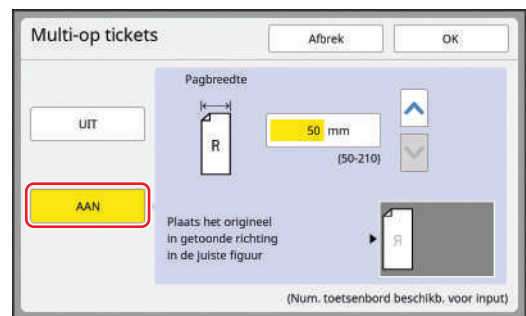 Multi-op tickets
Afbrek
OK
Pagbreedte
UIT
R
50 mm
(50-210)
AAN
Plaats het origineel
in getoonde richting
in de juiste figuur
R
(Num. toetsenbord beschikb. voor input)